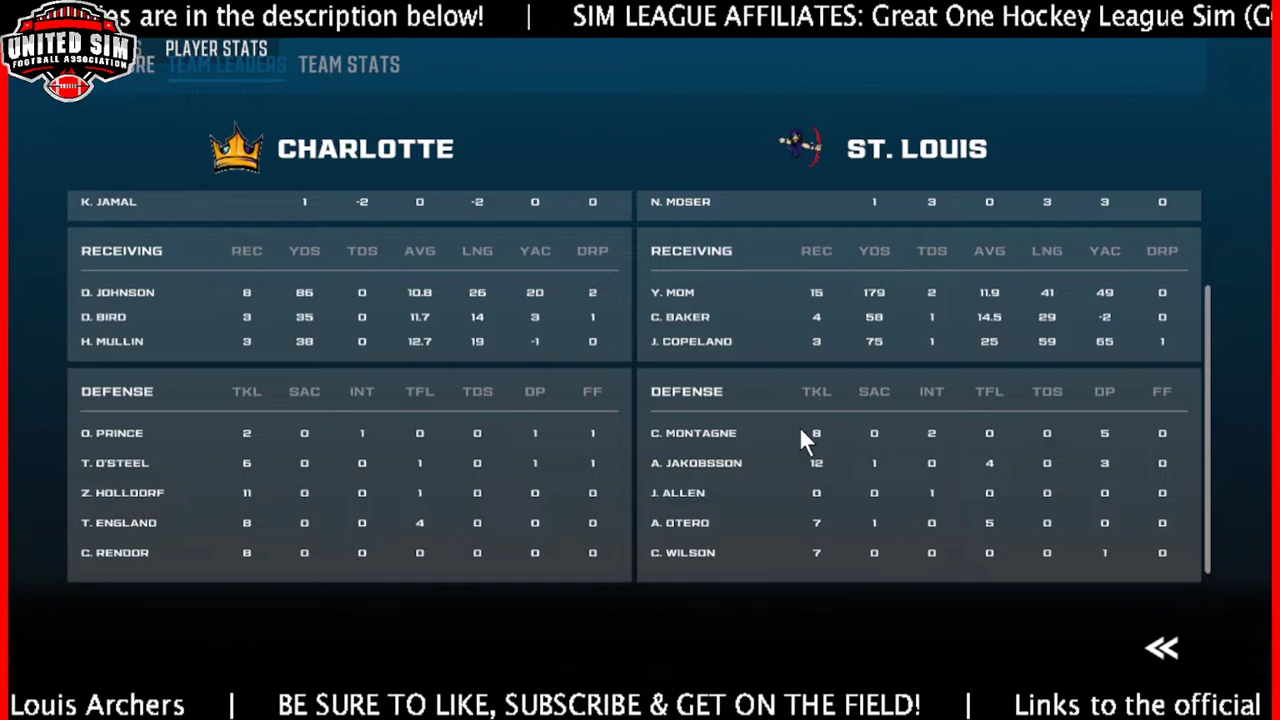 ies are in the description below! | SIM LEAGUE AFFILIATES: Great One Hockey League Sim (G
UNITED SIM
FOOTBALL ASSOCIATION
PLAYER STATS
RE TEAM LEADERS TEAM STATS
CHARLOTTE
K. JAMAL 1 -2 0 -2 0 0
RECEIVING REC YDS TDS AVG LNG YAC DRP
O. JOHNSON 8 86 0 10.8 26 20 2
D. BIRD 3 35 0 11.7 14 3 1
H. MULLIN 3 38 0 12.7 19 -1 0
DEFENSE TKL SAC INT TFL TDS DP FF
O. PRINCE 2 0 1 0 0 1 1
T. O'STEEL 6 0 0 1 0 1 1
Z. HOLLDORF 11 0 0 1 0 0 0
T. ENGLAND 8 0 0 4 0 0 0
C. RENDOR 8 0 0 0 0 0 0
ST. LOUIS
N. MOSER 1 3 0 3 3 0
RECEIVING REC YDS TDS AVG LNG YAC DRP
Y. MOM 15 179 2 11.9 41 49 0
C. BAKER 4 58 1 14.5 29 -2 0
J. COPELAND 3 75 1 25 59 65 1
DEFENSE TKL SAC INT TFL TDS DP FF
C. MONTAGNE 8 0 2 0 0 5 0
A. JAKOBSSON 12 1 0 4 0 3 0
J. ALLEN 0 0 1 0 0 0 0
A. OTERO 7 1 0 5 0 0 0
C. WILSON 7 0 0 0 0 1 0
Louis Archers | BE SURE TO LIKE, SUBSCRIBE & GET ON THE FIELD! | Links to the official